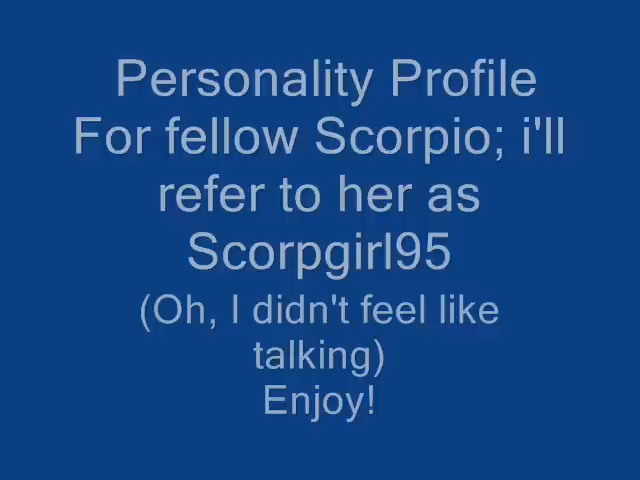 Personality Profile
For fellow Scorpio; i'll
refer to her as
Scorpgirl95
(Oh, I didn't feel like
talking)
Enjoy!